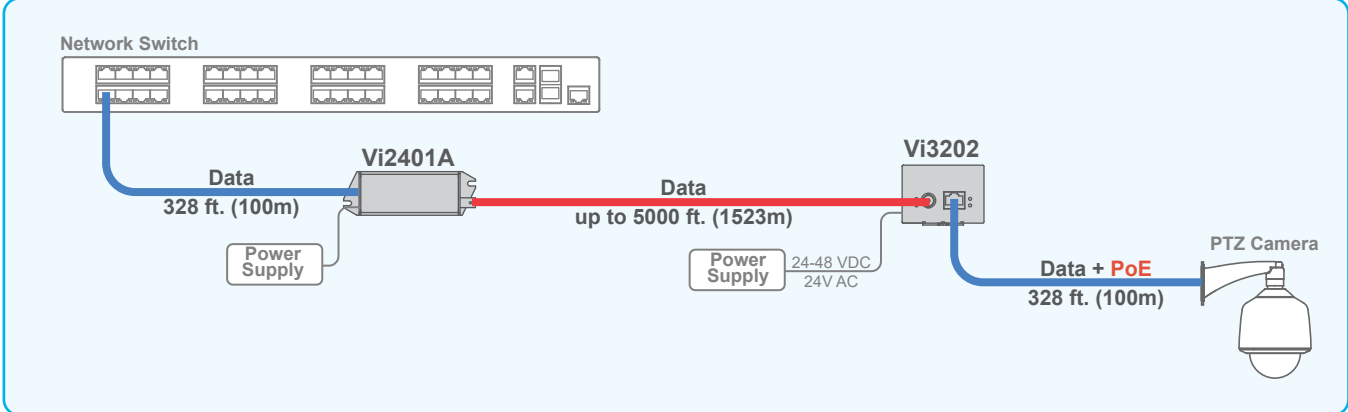 Network Switch
Vi2401A
Vi3202
Data
328 ft. (100m)
Data
up to 5000 ft. (1523m)
Power
Supply
Power
Supply
24-48 VDC
24V AC
PTZ Camera
Data + PoE
328 ft. (100m)